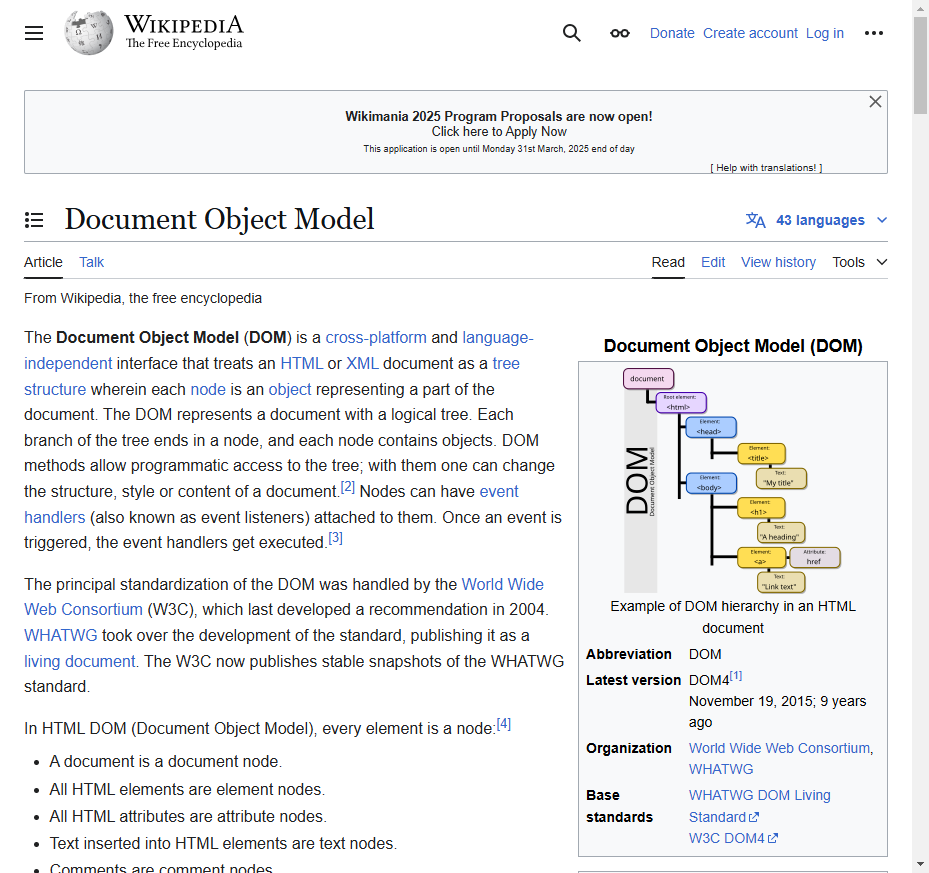 WIKIPEDIA
The Free Encyclopedia
Donate Create account Log in
Wikimania 2025 Program Proposals are now open!
Click here to Apply Now
This application is open until Monday 31st March, 2025 end of day
[ Help with translations! ]
Document Object Model
43 languages
Article Talk
Read Edit View history Tools
From Wikipedia, the free encyclopedia
The Document Object Model (DOM) is a cross-platform and language-
independent interface that treats an HTML or XML document as a tree
structure wherein each node is an object representing a part of the
document. The DOM represents a document with a logical tree. Each
branch of the tree ends in a node, and each node contains objects. DOM
methods allow programmatic access to the tree; with them one can change
the structure, style or content of a document.[2] Nodes can have event
handlers (also known as event listeners) attached to them. Once an event is
triggered, the event handlers get executed.[3]
The principal standardization of the DOM was handled by the World Wide
Web Consortium (W3C), which last developed a recommendation in 2004.
WHATWG took over the development of the standard, publishing it as a
living document. The W3C now publishes stable snapshots of the WHATWG
standard.
In HTML DOM (Document Object Model), every element is a node:[4]
• A document is a document node.
• All HTML elements are element nodes.
• All HTML attributes are attribute nodes.
• Text inserted into HTML elements are text nodes.
• Comments are comment nodes.
Document Object Model (DOM)
document
Root element:
<html>
Element:
<head>
Element:
<title>
Text:
"My title"
Element:
<body>
Element:
<h1>
Text:
"A heading"
Element:
<a>
Attribute:
href
Text:
"Link text"
DOM
Document Object Model
Example of DOM hierarchy in an HTML
document
Abbreviation DOM
Latest version DOM4[1]
November 19, 2015; 9 years
ago
Organization World Wide Web Consortium,
WHATWG
Base WHATWG DOM Living
standards Standard
W3C DOM4